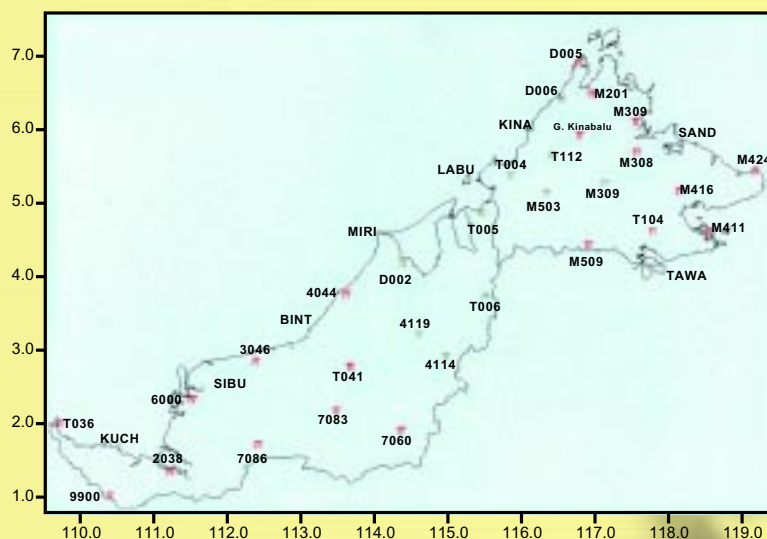 D005
7.0
D006
M201
M309
6.0
KINA
G. Kinabalu
SAND
T112
M308
LABU
T004
M424
M309
M416
5.0
M503
T104
T005
M411
MIRI
M509
TAWA
4.0
D002
4044
T006
BINT
4119
3.0
3046
T041
4114
SIBU
6000
7083
2.0
T036
7060
KUCH
2038
7086
1.0
9900
110.0 111.0 112.0 113.0 114.0 115.0 116.0 117.0 118.0 119.0